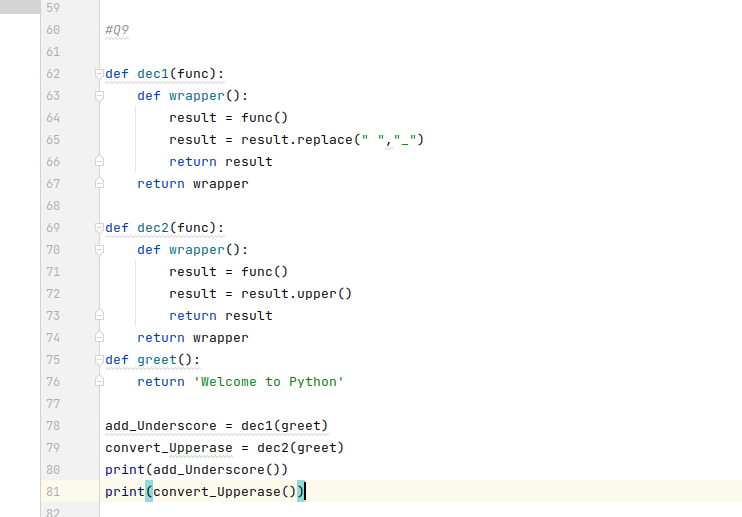 59
60 #Q9
61
62 def dec1(func):
63     def wrapper():
64         result = func()
65         result = result.replace(" ","_")
66         return result
67     return wrapper
68
69 def dec2(func):
70     def wrapper():
71         result = func()
72         result = result.upper()
73         return result
74     return wrapper
75 def greet():
76     return 'Welcome to Python'
77
78 add_Underscore = dec1(greet)
79 convert_Upperase = dec2(greet)
80 print(add_Underscore())
81 print(convert_Upperase())
82